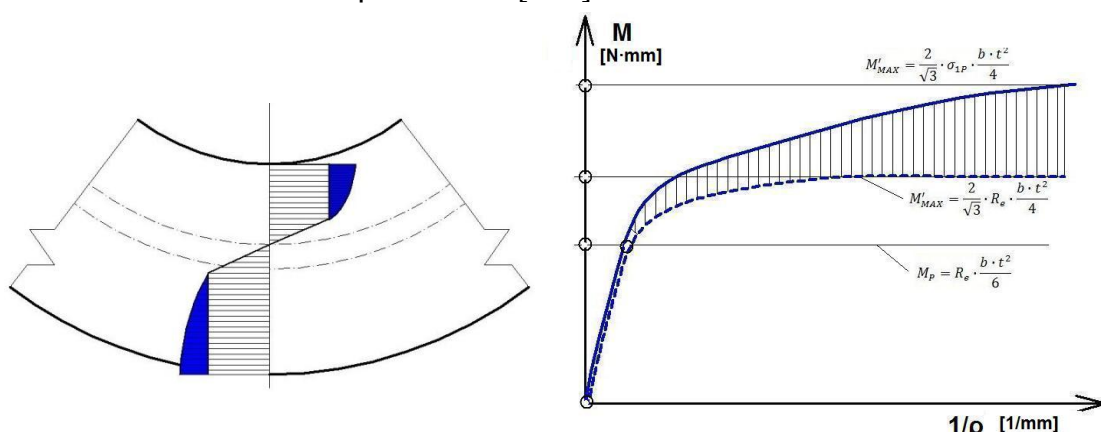 M
[N·mm]
M'MAX = 2/√3 · σ1P · b·t²/4
M'MAX = 2/√3 · Re · b·t²/4
MP = Re · b·t²/6
1/ρ [1/mm]